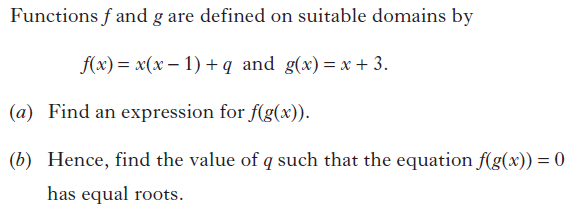 Functions f and g are defined on suitable domains by
f(x) = x(x – 1) + q and g(x) = x + 3.
(a) Find an expression for f(g(x)).
(b) Hence, find the value of q such that the equation f(g(x)) = 0
has equal roots.